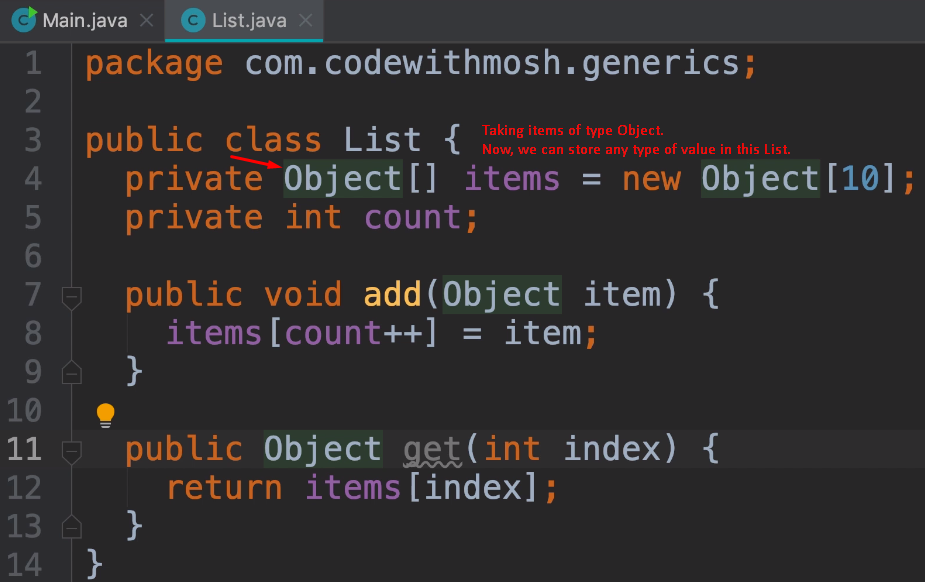 Main.java × List.java ×
1 package com.codewithmosh.generics;
2
3 public class List {
Taking items of type Object.
Now, we can store any type of value in this List.
4 private Object[] items = new Object[10];
5 private int count;
6
7 public void add(Object item) {
8 items[count++] = item;
9 }
10
11 public Object get(int index) {
12 return items[index];
13 }
14 }